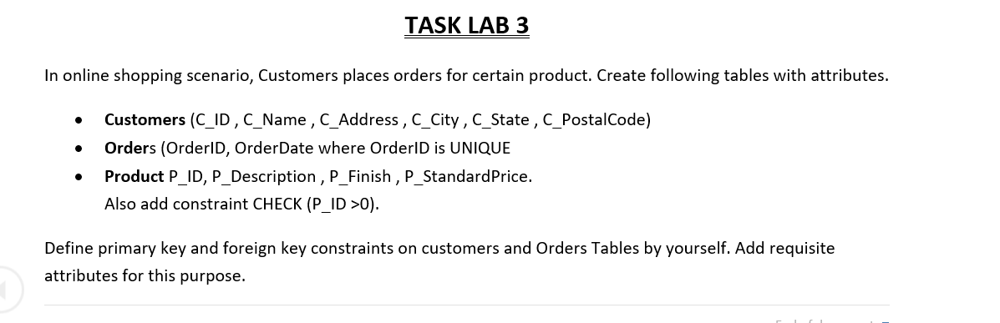 TASK LAB 3
In online shopping scenario, Customers places orders for certain product. Create following tables with attributes.
• Customers (C_ID , C_Name , C_Address , C_City , C_State , C_PostalCode)
• Orders (OrderID, OrderDate where OrderID is UNIQUE
• Product P_ID, P_Description , P_Finish , P_StandardPrice.
Also add constraint CHECK (P_ID >0).
Define primary key and foreign key constraints on customers and Orders Tables by yourself. Add requisite
attributes for this purpose.